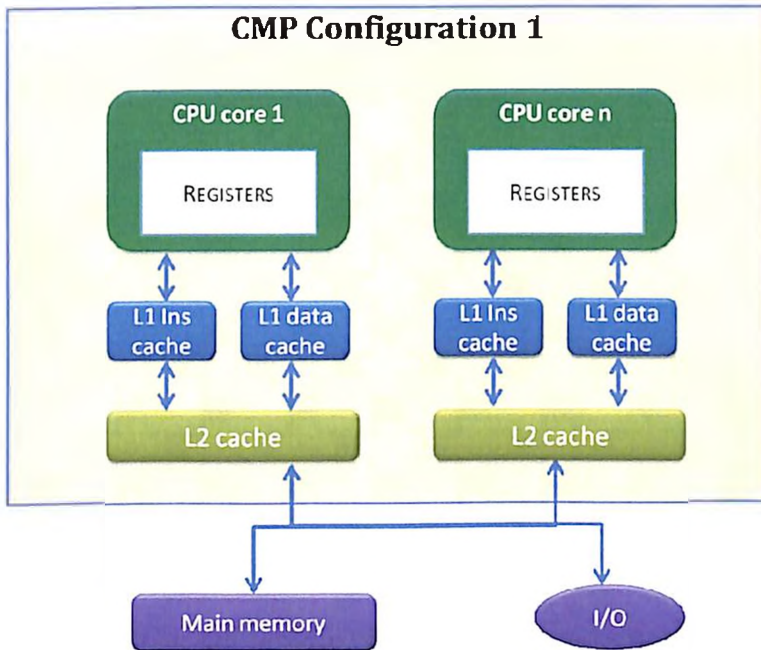 CMP Configuration 1
CPU core 1
CPU core n
REGISTERS
REGISTERS
L1 Ins
cache
L1 data
cache
L1 Ins
cache
L1 data
cache
L2 cache
L2 cache
Main memory
I/O